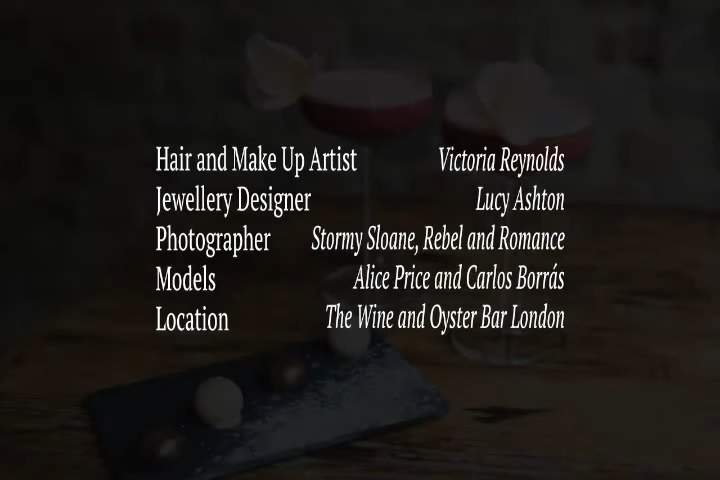 Hair and Make Up Artist Victoria Reynolds
Jewellery Designer Lucy Ashton
Photographer Stormy Sloane, Rebel and Romance
Models Alice Price and Carlos Borrás
Location The Wine and Oyster Bar London